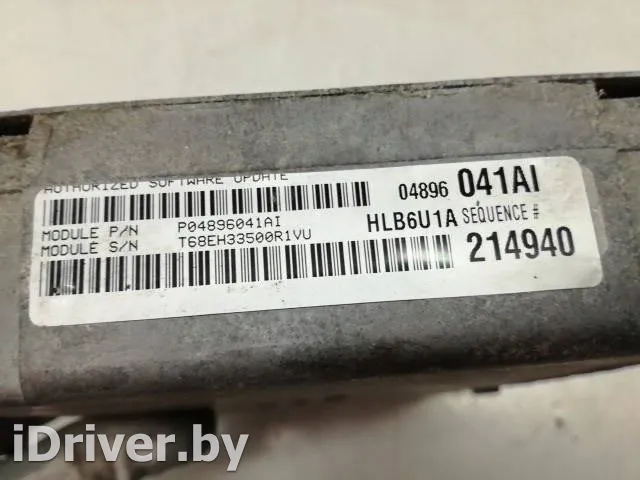 AUTHORIZED SOFTWARE UPDATE
04896 041AI
MODULE P/N P04896041AI
MODULE S/N T68EH33500R1VU
HLB6U1A SEQUENCE #
214940
iDriver.by